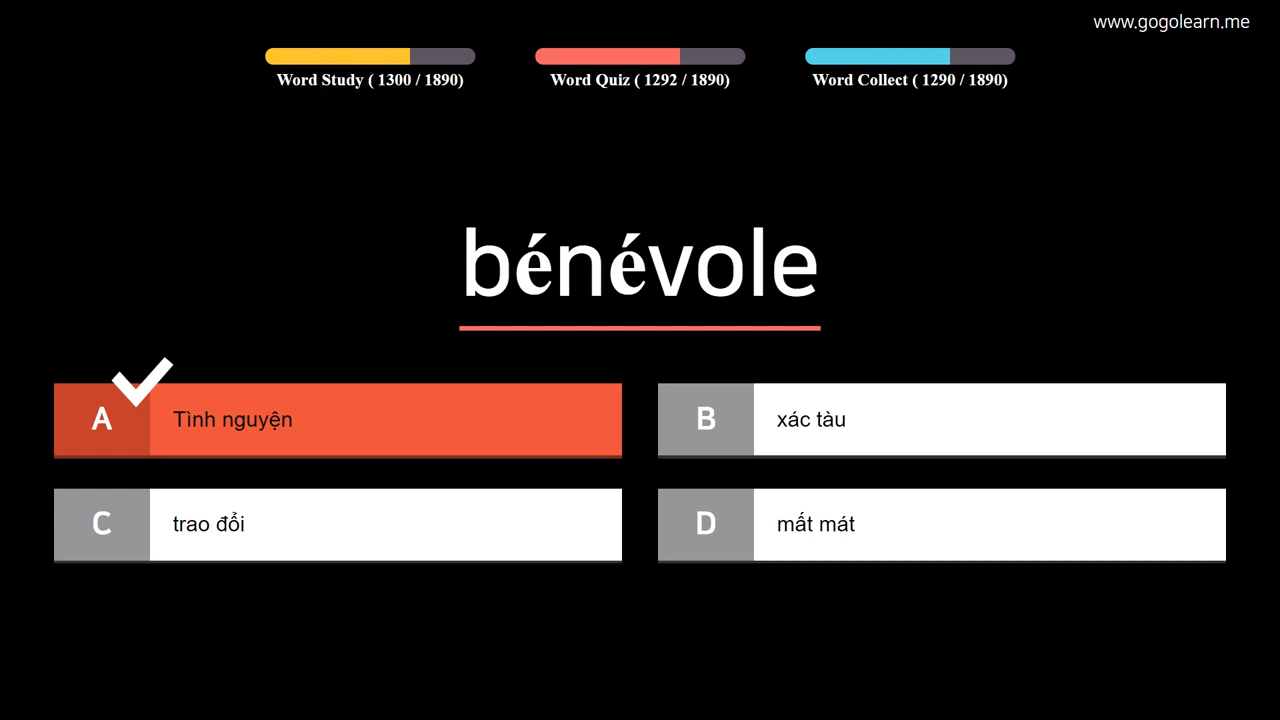 www.gogolearn.me
Word Study ( 1300 / 1890)
Word Quiz ( 1292 / 1890)
Word Collect ( 1290 / 1890)
bénévole
A Tình nguyện
B xác tàu
C trao đổi
D mất mát